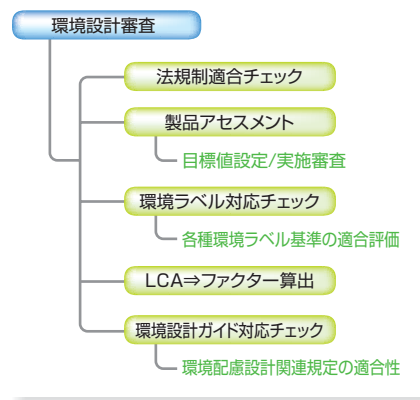 環境設計審査
法規制適合チェック
製品アセスメント
目標値設定/実施審査
環境ラベル対応チェック
各種環境ラベル基準の適合評価
LCA⇒ファクター算出
環境設計ガイド対応チェック
環境配慮設計関連規定の適合性